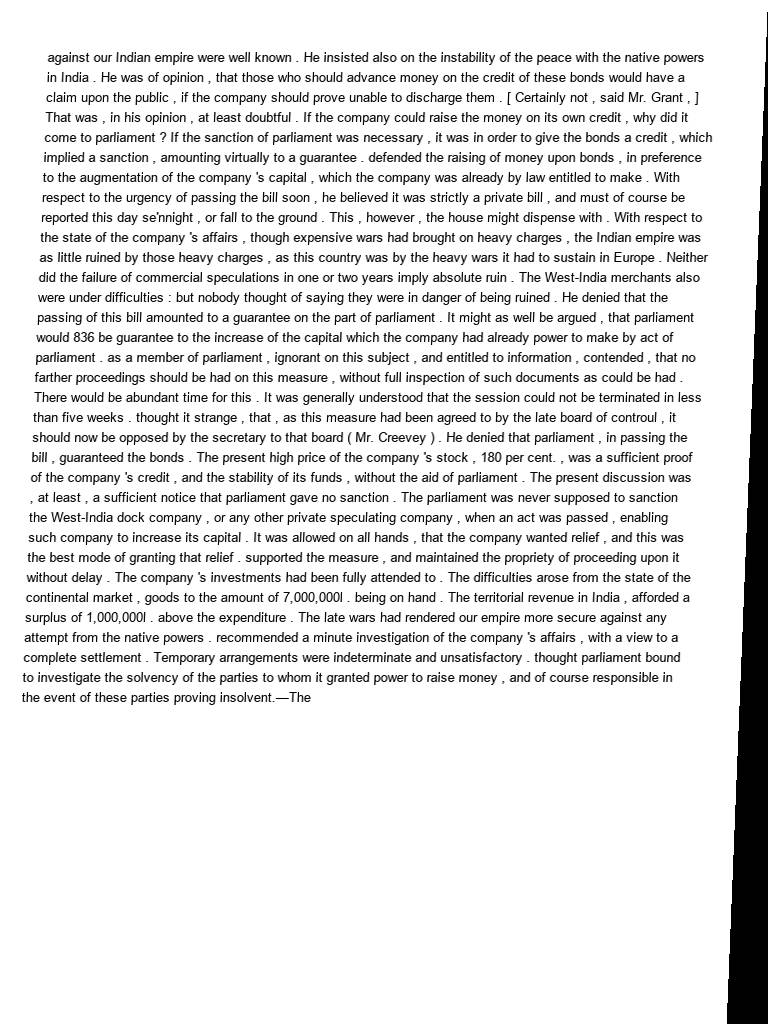 against our Indian empire were well known . He insisted also on the instability of the peace with the native powers
in India . He was of opinion , that those who should advance money on the credit of these bonds would have a
claim upon the public , if the company should prove unable to discharge them . [ Certainly not , said Mr. Grant , ]
That was , in his opinion , at least doubtful . If the company could raise the money on its own credit , why did it
come to parliament ? If the sanction of parliament was necessary , it was in order to give the bonds a credit , which
implied a sanction , amounting virtually to a guarantee . defended the raising of money upon bonds , in preference
to the augmentation of the company 's capital , which the company was already by law entitled to make . With
respect to the urgency of passing the bill soon , he believed it was strictly a private bill , and must of course be
reported this day se'nnight , or fall to the ground . This , however , the house might dispense with . With respect to
the state of the company 's affairs , though expensive wars had brought on heavy charges , the Indian empire was
as little ruined by those heavy charges , as this country was by the heavy wars it had to sustain in Europe . Neither
did the failure of commercial speculations in one or two years imply absolute ruin . The West-India merchants also
were under difficulties : but nobody thought of saying they were in danger of being ruined . He denied that the
passing of this bill amounted to a guarantee on the part of parliament . It might as well be argued , that parliament
would 836 be guarantee to the increase of the capital which the company had already power to make by act of
parliament . as a member of parliament , ignorant on this subject , and entitled to information , contended , that no
farther proceedings should be had on this measure , without full inspection of such documents as could be had .
There would be abundant time for this . It was generally understood that the session could not be terminated in less
than five weeks . thought it strange , that , as this measure had been agreed to by the late board of controul , it
should now be opposed by the secretary to that board ( Mr. Creevey ) . He denied that parliament , in passing the
bill , guaranteed the bonds . The present high price of the company 's stock , 180 per cent. , was a sufficient proof
of the company 's credit , and the stability of its funds , without the aid of parliament . The present discussion was
, at least , a sufficient notice that parliament gave no sanction . The parliament was never supposed to sanction
the West-India dock company , or any other private speculating company , when an act was passed , enabling
such company to increase its capital . It was allowed on all hands , that the company wanted relief , and this was
the best mode of granting that relief . supported the measure , and maintained the propriety of proceeding upon it
without delay . The company 's investments had been fully attended to . The difficulties arose from the state of the
continental market , goods to the amount of 7,000,000l . being on hand . The territorial revenue in India , afforded a
surplus of 1,000,000l . above the expenditure . The late wars had rendered our empire more secure against any
attempt from the native powers . recommended a minute investigation of the company 's affairs , with a view to a
complete settlement . Temporary arrangements were indeterminate and unsatisfactory . thought parliament bound
to investigate the solvency of the parties to whom it granted power to raise money , and of course responsible in
the event of these parties proving insolvent.—The